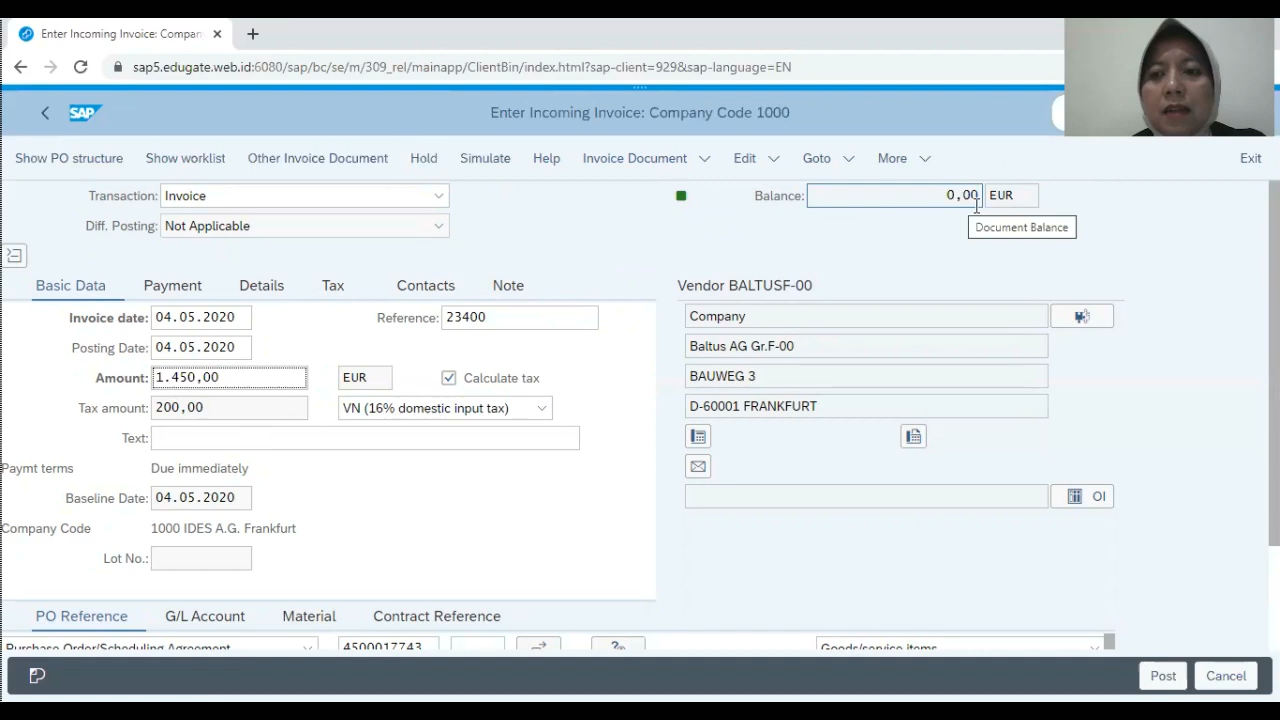 Enter Incoming Invoice: Compan
sap5.edugate.web.id:6080/sap/bc/se/m/309_rel/mainapp/ClientBin/index.html?sap-client=929&sap-language=EN
SAP Enter Incoming Invoice: Company Code 1000
Show PO structure Show worklist Other Invoice Document Hold Simulate Help Invoice Document Edit Goto More Exit
Transaction: Invoice Balance: 0,00 EUR
Diff. Posting: Not Applicable Document Balance
Basic Data Payment Details Tax Contacts Note Vendor BALTUSF-00
Invoice date: 04.05.2020 Reference: 23400 Company
Posting Date: 04.05.2020 Baltus AG Gr.F-00
Amount: 1.450,00 EUR Calculate tax BAUWEG 3
Tax amount: 200,00 VN (16% domestic input tax) D-60001 FRANKFURT
Text:
Paymt terms Due immediately
Baseline Date: 04.05.2020 OI
Company Code 1000 IDES A.G. Frankfurt
Lot No.:
PO Reference G/L Account Material Contract Reference
Purchase Order/Scheduling Agreement 4500017743 Goods/service items
Post Cancel